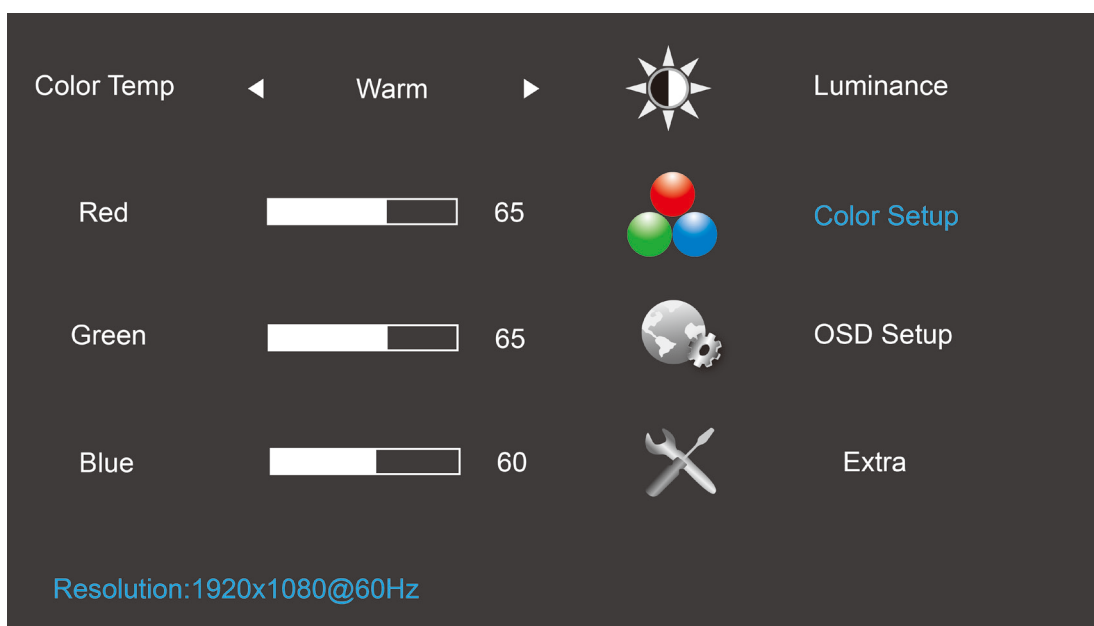 Color Temp Warm Luminance
Red 65 Color Setup
Green 65 OSD Setup
Blue 60 Extra
Resolution:1920x1080@60Hz